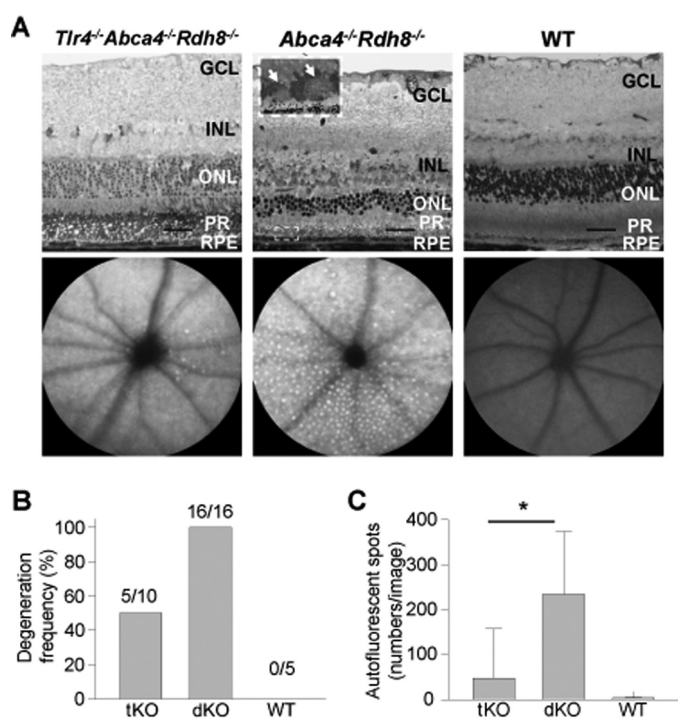 A
Tlr4-/-Abca4-/-Rdh8-/-
Abca4-/-Rdh8-/-
WT
GCL
INL
ONL
PR
RPE
GCL
INL
ONL
PR
RPE
GCL
INL
ONL
PR
RPE
B
Degeneration
frequency (%)
100
80
60
40
20
0
5/10
16/16
0/5
tKO dKO WT
C
Autofluorescent spots
(numbers/image)
400
300
200
100
0
*
tKO dKO WT